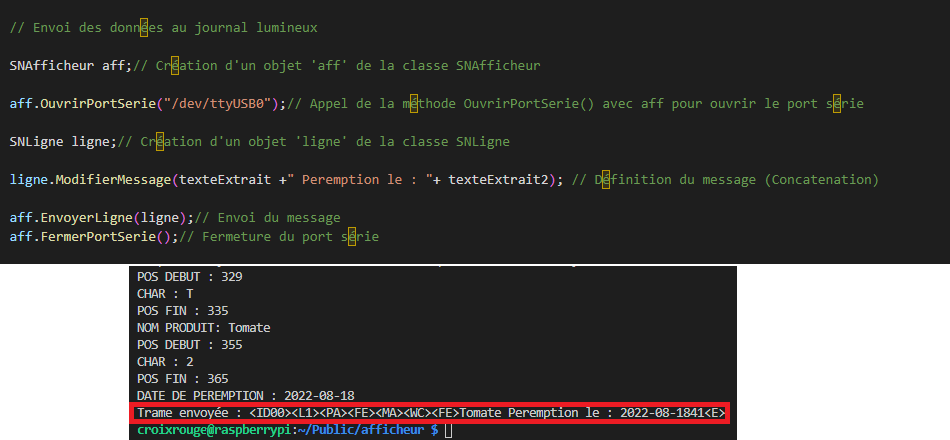 // Envoi des données au journal lumineux
SNAfficheur aff;// Création d'un objet 'aff' de la classe SNAfficheur
aff.OuvrirPortSerie("/dev/ttyUSB0");// Appel de la méthode OuvrirPortSerie() avec aff pour ouvrir le port série
SNLigne ligne;// Création d'un objet 'ligne' de la classe SNLigne
ligne.ModifierMessage(texteExtrait +" Peremption le : "+ texteExtrait2); // Définition du message (Concatenation)
aff.EnvoyerLigne(ligne);// Envoi du message
aff.FermerPortSerie();// Fermeture du port série
POS DEBUT : 329
CHAR : T
POS FIN : 335
NOM PRODUIT: Tomate
POS DEBUT : 355
CHAR : 2
POS FIN : 365
DATE DE PEREMPTION : 2022-08-18
Trame envoyée : <ID00><L1><PA><FE><MA><WC><FE>Tomate Peremption le : 2022-08-1841<E>
croixrouge@raspberrypi:~/Public/afficheur $